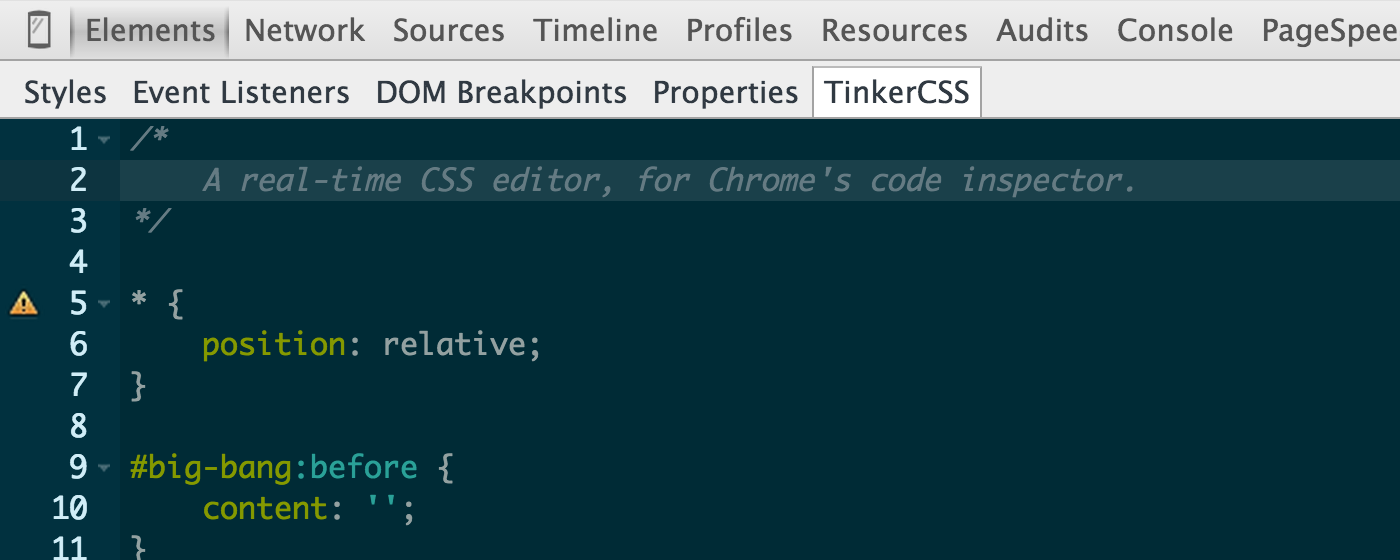 Elements Network Sources Timeline Profiles Resources Audits Console PageSpee
Styles Event Listeners DOM Breakpoints Properties TinkerCSS
1 /*
2 A real-time CSS editor, for Chrome's code inspector.
3 */
4
5 * {
6 position: relative;
7 }
8
9 #big-bang:before {
10 content: '';
11 }